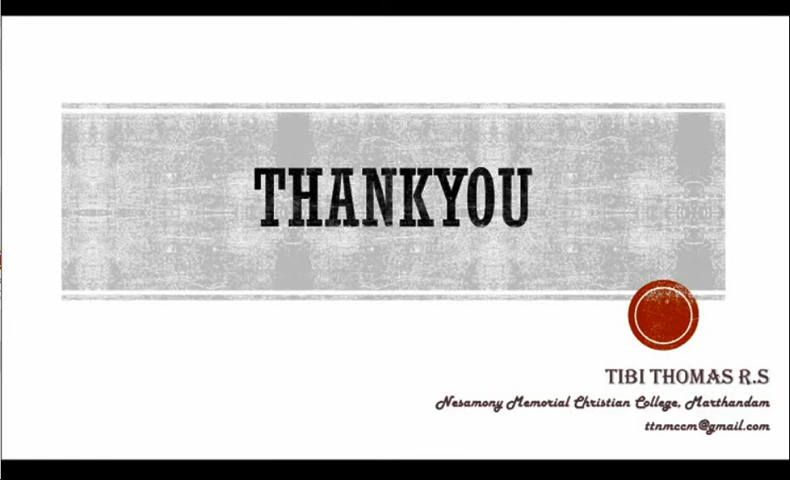 THANKYOU
TIBI THOMAS R.S
Nesamony Memorial Christian College, Marthandam
ttnmccm@gmail.com